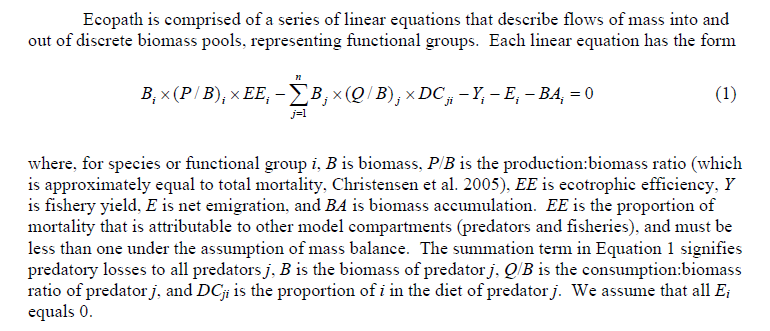 Ecopath is comprised of a series of linear equations that describe flows of mass into and
out of discrete biomass pools, representing functional groups.  Each linear equation has the form
B_i × (P / B)_i × EE_i − ∑_{j=1}^{n} B_j × (Q / B)_j × DC_{ji} − Y_i − E_i − BA_i = 0 (1)
where, for species or functional group i, B is biomass, P/B is the production:biomass ratio (which
is approximately equal to total mortality, Christensen et al. 2005), EE is ecotrophic efficiency, Y
is fishery yield, E is net emigration, and BA is biomass accumulation.  EE is the proportion of
mortality that is attributable to other model compartments (predators and fisheries), and must be
less than one under the assumption of mass balance.  The summation term in Equation 1 signifies
predatory losses to all predators j, B is the biomass of predator j, Q/B is the consumption:biomass
ratio of predator j, and DC_{ji} is the proportion of i in the diet of predator j.  We assume that all E_i
equals 0.